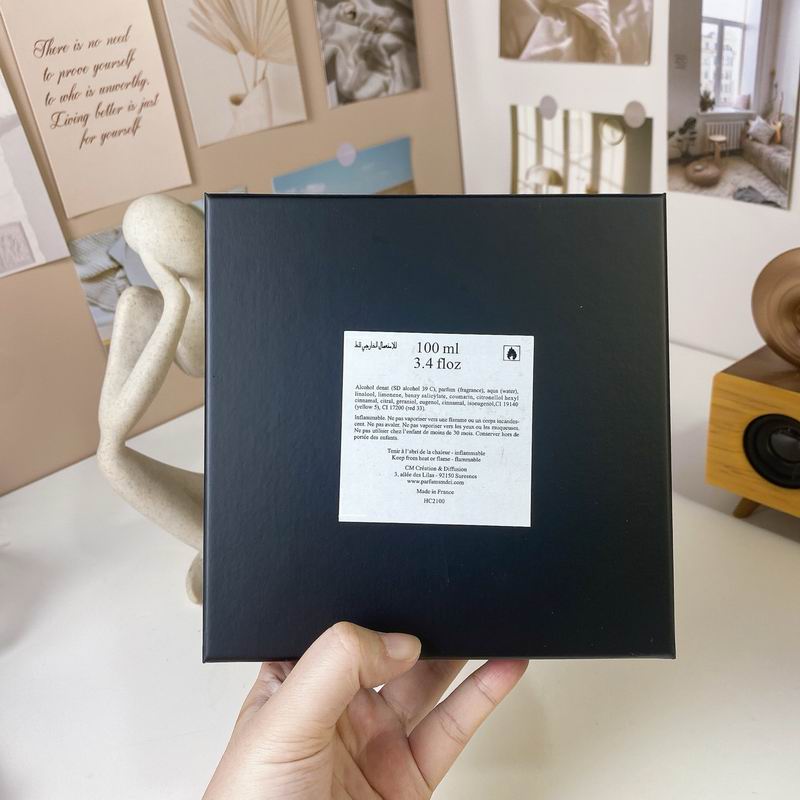 There is no need
to prove yourself
to who is unworthy.
Living better is just
for yourself
للاستعمال الخارجي فقط
100 ml
3.4 floz
Alcohol denat (SD alcohol 39 C), parfum (fragrance), aqua (water),
linalool, limonene, benzy salicylate, coumarin, citronellol hexyl
cinnamal, citral, geraniol, eugenol, cinnamal, isoeugenol,CI 19140
(yellow 5), CI 17200 (red 33).
Inflammable. Ne pas vaporiser vers une flamme ou un corps incandes-
cent. Ne pas avaler. Ne pas vaporiser vers les yeux ou les muqueuses.
Ne pas utiliser chez l'enfant de moins de 30 mois. Conserver hors de
portée des enfants.
Tenir à l'abri de la chaleur - inflammable
Keep from heat or flame - flammable
CM Création & Diffusion
3, allée des Lilas - 92150 Suresnes
www.parfumsmdci.com
Made in France
HC2100